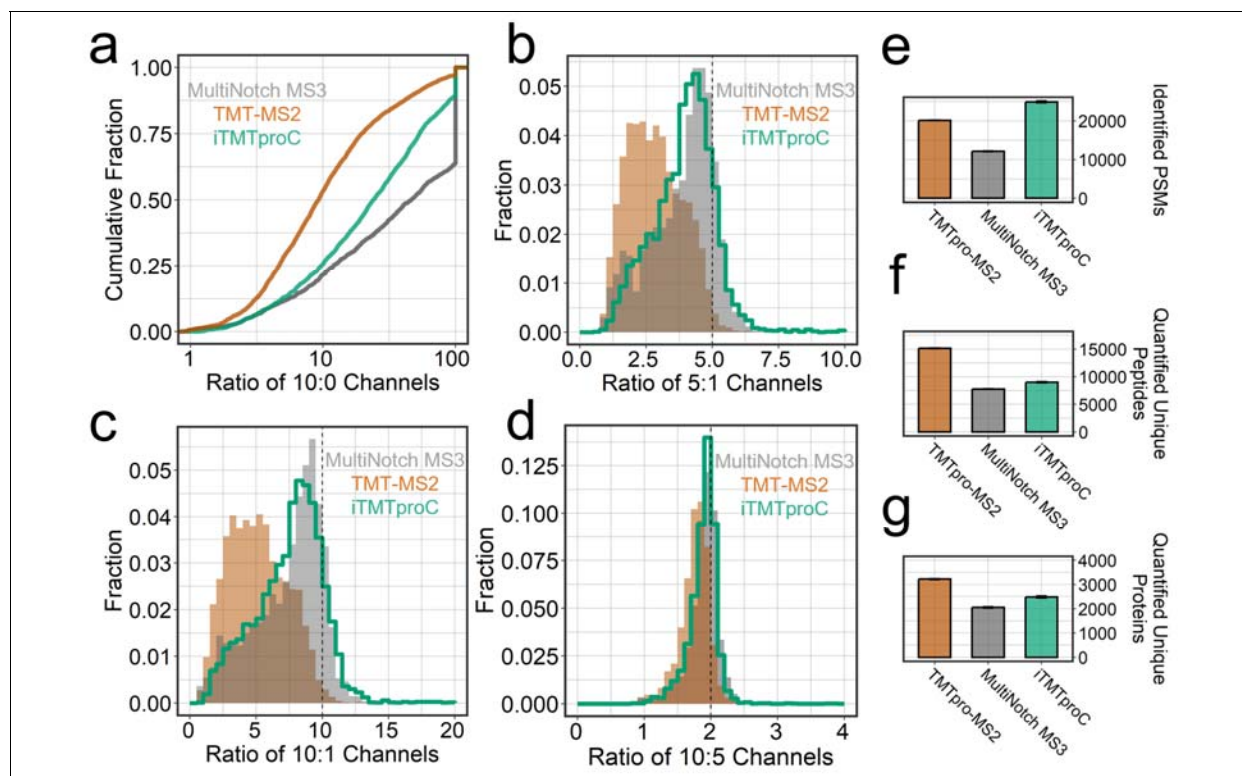 a
1.00
0.75
0.50
0.25
0.00
Cumulative Fraction
MultiNotch MS3
TMT-MS2
iTMTproC
1 10 100
Ratio of 10:0 Channels
b
0.05
0.04
0.03
0.02
0.01
0.00
Fraction
MultiNotch MS3
TMT-MS2
iTMTproC
0.0 2.5 5.0 7.5 10.0
Ratio of 5:1 Channels
c
0.05
0.04
0.03
0.02
0.01
0.00
Fraction
MultiNotch MS3
TMT-MS2
iTMTproC
0 5 10 15 20
Ratio of 10:1 Channels
d
0.125
0.100
0.075
0.050
0.025
0.000
Fraction
MultiNotch MS3
TMT-MS2
iTMTproC
0 1 2 3 4
Ratio of 10:5 Channels
e
20000
10000
0
Identified PSMs
TMTpro-MS2
MultiNotch MS3
iTMTproC
f
15000
10000
5000
0
Quantified Unique
Peptides
TMTpro-MS2
MultiNotch MS3
iTMTproC
g
4000
3000
2000
1000
0
Quantified Unique
Proteins
TMTpro-MS2
MultiNotch MS3
iTMTproC